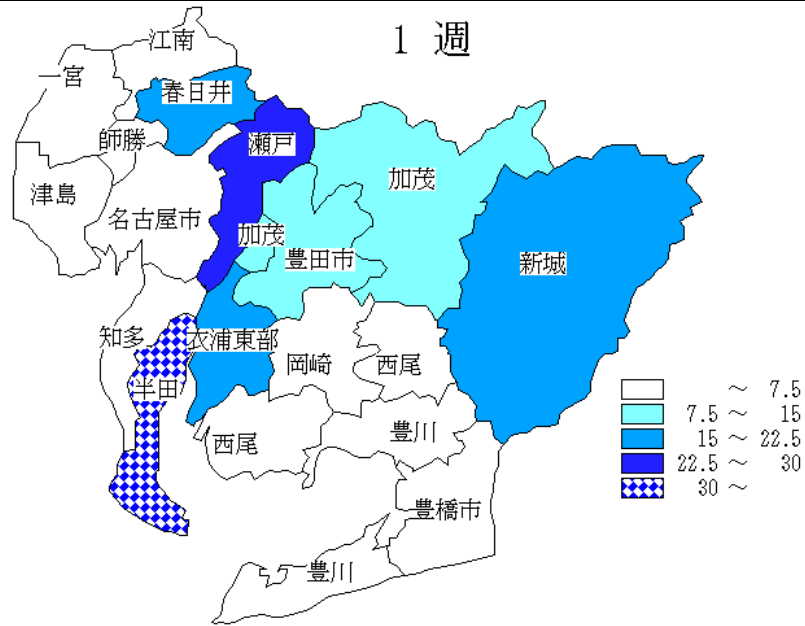 1 週
江南
一宮
春日井
師勝
瀬戸
津島
加茂
名古屋市
加茂
豊田市
新城
知多
衣浦東部
岡崎
西尾
半田
西尾
豊川
豊橋市
豊川
～ 7.5
7.5 ～ 15
15 ～ 22.5
22.5 ～ 30
30 ～